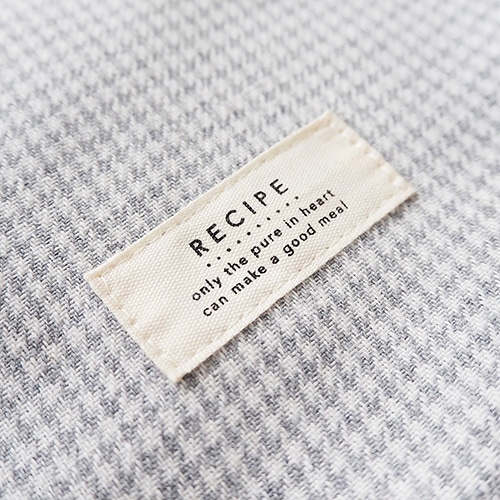 RECIPE
only the pure in heart
can make a good meal